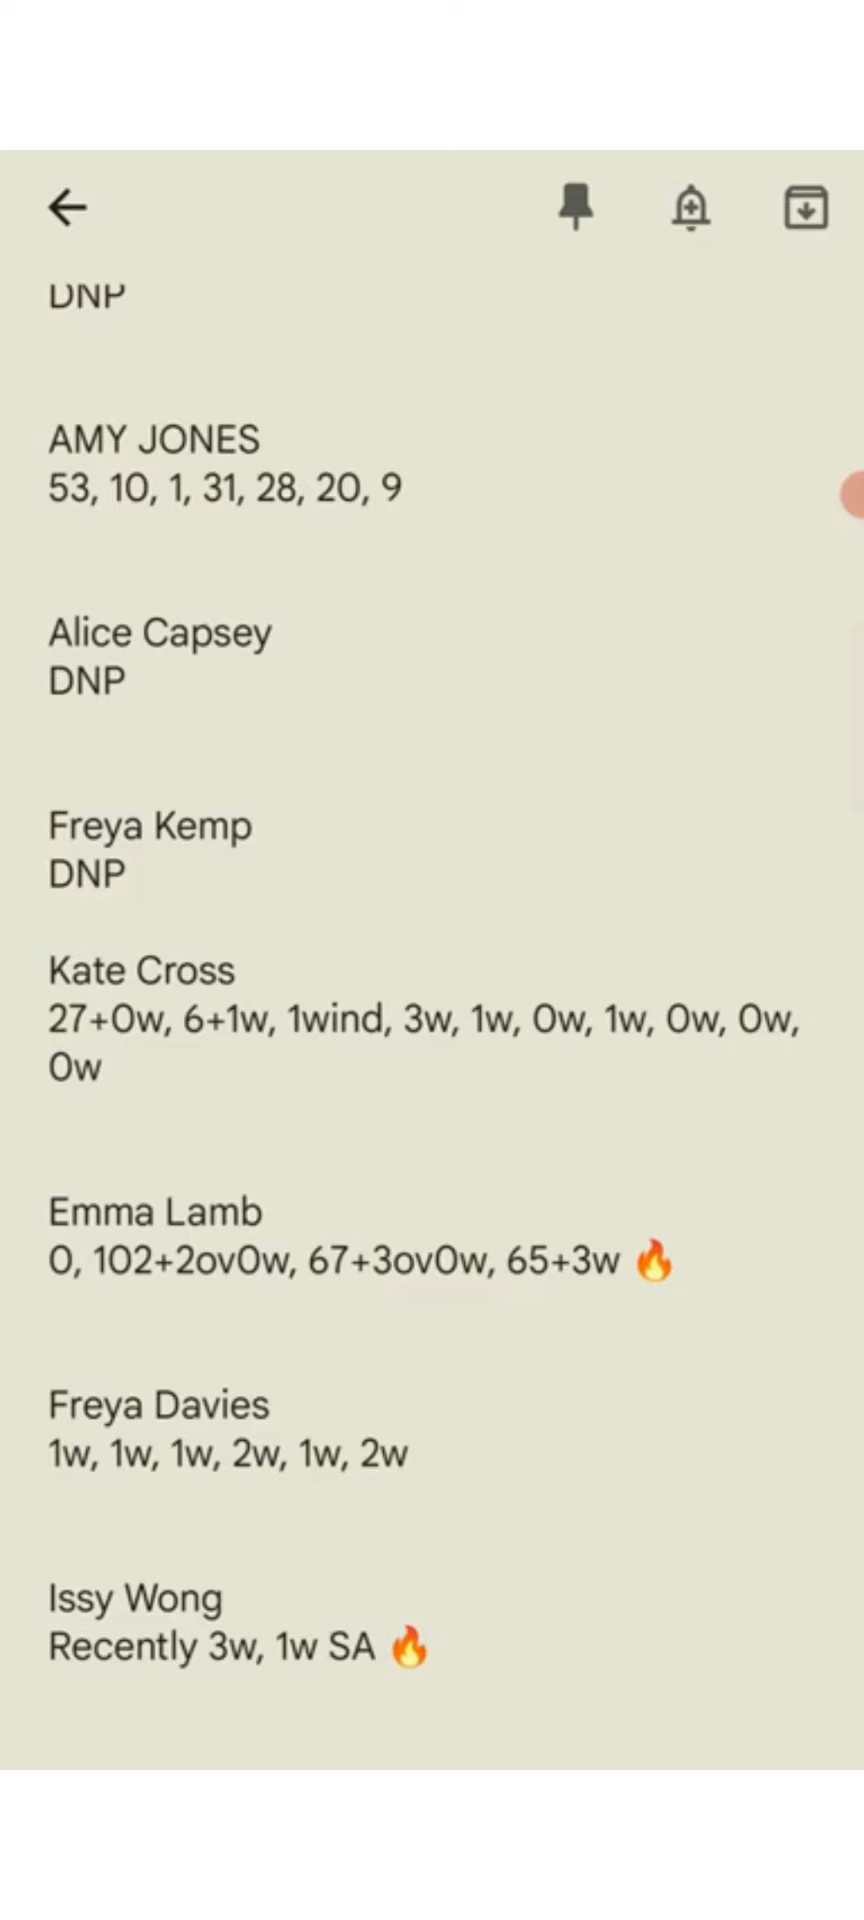 DNP
AMY JONES
53, 10, 1, 31, 28, 20, 9
Alice Capsey
DNP
Freya Kemp
DNP
Kate Cross
27+0w, 6+1w, 1wind, 3w, 1w, 0w, 1w, 0w, 0w,
0w
Emma Lamb
0, 102+2ov0w, 67+3ov0w, 65+3w 🔥
Freya Davies
1w, 1w, 1w, 2w, 1w, 2w
Issy Wong
Recently 3w, 1w SA 🔥